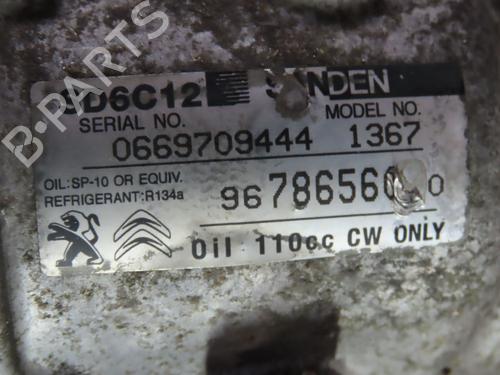 SD6C12 SANDEN
SERIAL NO. MODEL NO.
0669709444 1367
OIL:SP-10 OR EQUIV.
REFRIGERANT:R134a
Oil 110cc CW ONLY
B-PARTS